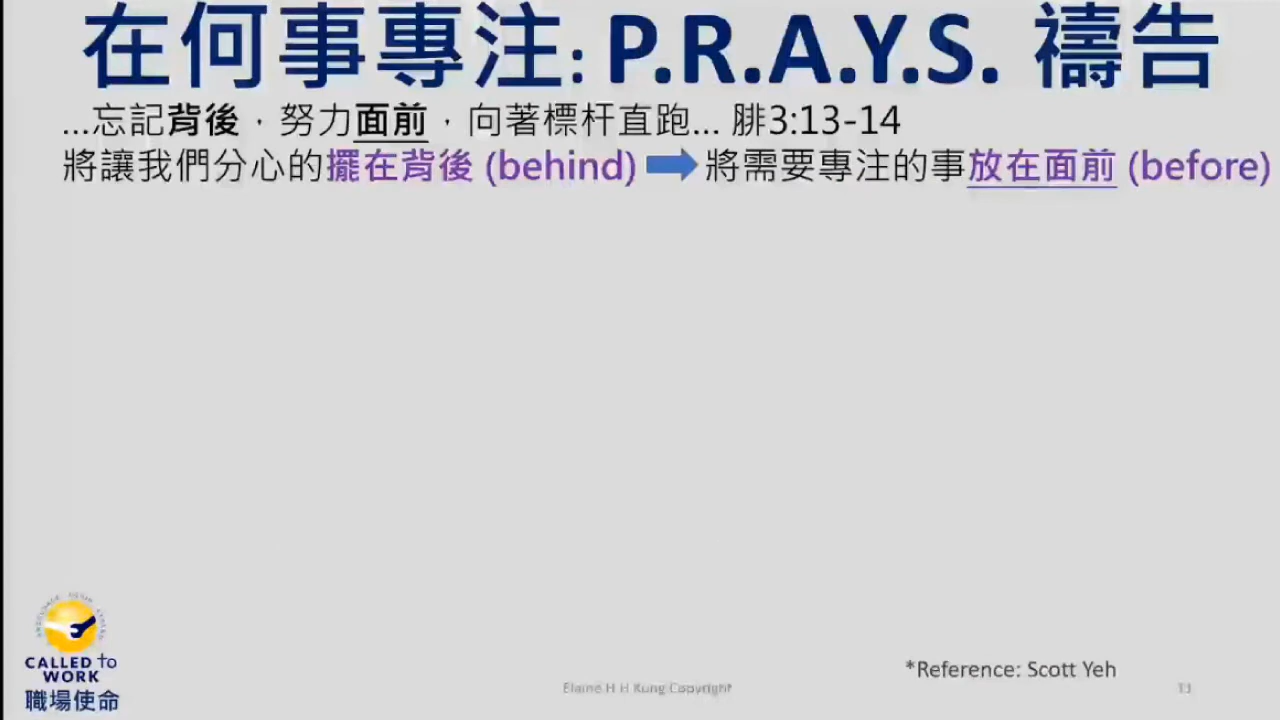 在何事專注: P.R.A.Y.S. 禱告
...忘記背後，努力面前，向著標杆直跑... 腓3:13-14
將讓我們分心的擺在背後 (behind) 將需要專注的事放在面前 (before)
CALLED to
WORK
職場使命
*Reference: Scott Yeh
Elaine H H Kung Copyright